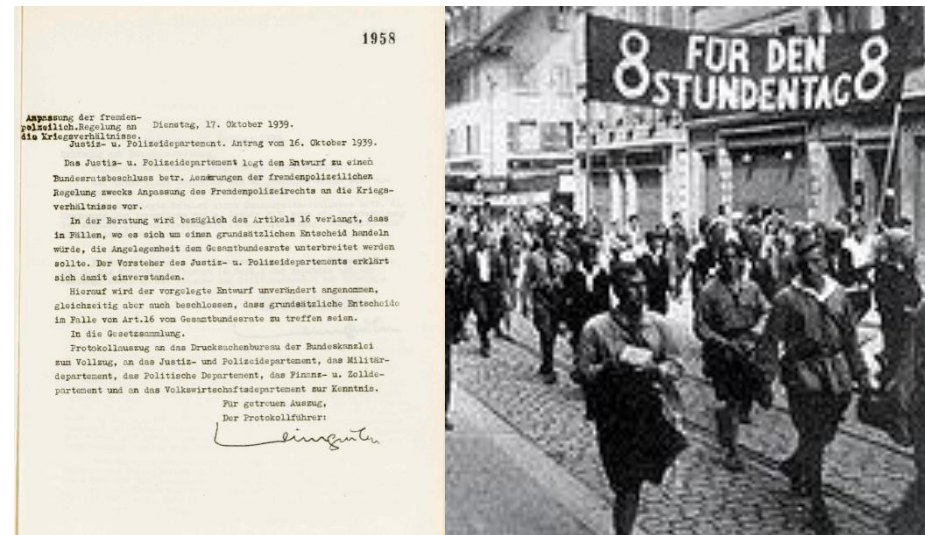 1958
Anpassung der fremden-
polzeilich.Regelung an
die Kriegsverhältnisse.
Dienstag, 17. Oktober 1939.
Justiz- u. Polizeidepartement. Antrag vom 16. Oktober 1939.
Das Justiz- u. Polizeidepartement legt den Entwurf zu einem
Bundesratsbeschluss betr. Aenderungen der fremdenpolizeilichen
Regelung zwecks Anpassung des Fremdenpolizeirechts an die Kriegs-
verhältnisse vor.
In der Beratung wird bezüglich des Artikels 16 verlangt, dass
in Fällen, wo es sich um einen grundsätzlichen Entscheid handeln
würde, die Angelegenheit dem Gesamtbundesrate unterbreitet werden
sollte. Der Vorsteher des Justiz- u. Polizeidepartements erklärt
sich damit einverstanden.
Hierauf wird der vorgelegte Entwurf unverändert angenommen,
gleichzeitig aber auch beschlossen, dass grundsätzliche Entscheide
im Falle von Art.16 vom Gesamtbundesrate zu treffen seien.
In die Gesetzsammlung.
Protokollauszug an das Drucksachenbureau der Bundeskanzlei
zum Vollzug, an das Justiz- und Polizeidepartement, das Militär-
departement, das Politische Departement, das Finanz- u. Zollde-
partement und an das Volkswirtschaftsdepartement zur Kenntnis.
Für getreuen Auszug,
Der Protokollführer:
8 FÜR DEN 8
STUNDENTAG